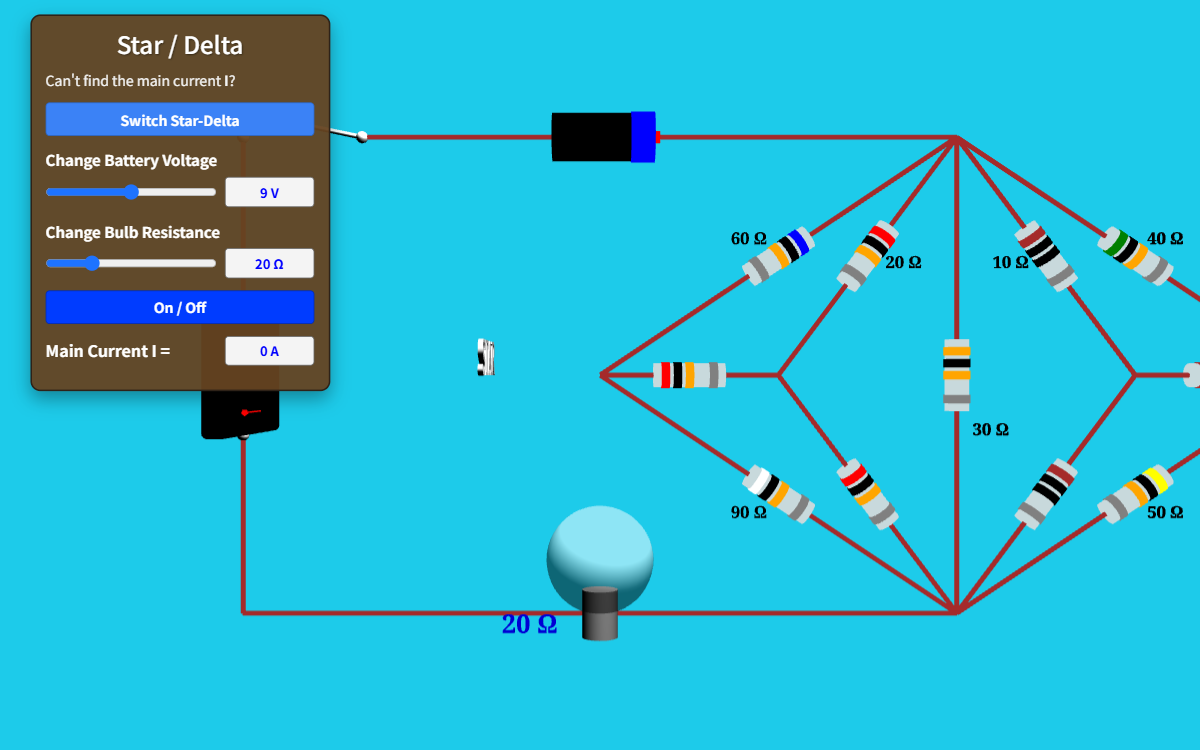 Star / Delta
Can't find the main current I?
Switch Star-Delta
Change Battery Voltage
9 V
Change Bulb Resistance
20 Ω
On / Off
Main Current I =
0 A
60 Ω
20 Ω
10 Ω
40 Ω
30 Ω
90 Ω
50 Ω
20 Ω